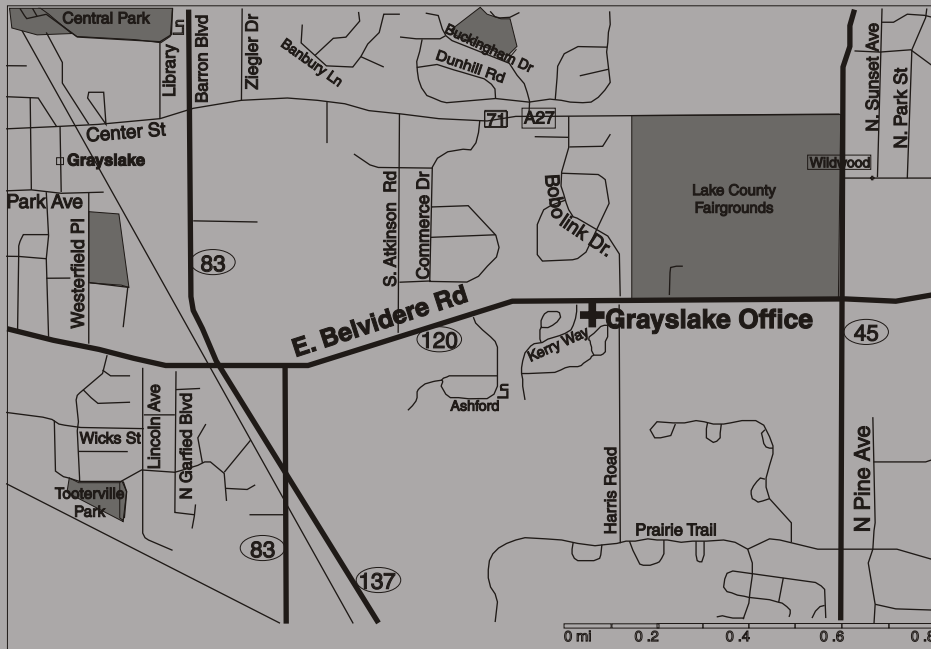 Central Park
Library
Barron Blvd
Ziegler Dr
Banbury Ln
Buckingham Dr
Dunhill Rd
N. Sunset Ave
N. Park St
71
A27
Center St
Grayslake
Wildwood
Park Ave
Westerfield Pl
S. Atkinson Rd
Commerce Dr
Bobo link Dr.
Lake County
Fairgrounds
83
E. Belvidere Rd
120
Grayslake Office
45
Kerry Way
Ashford
Lincoln Ave
N Garfied Blvd
Wicks St
Tooterville
Park
Harris Road
N Pine Ave
Prairie Trail
83
137
0 mi 0.2 0.4 0.6 0.8